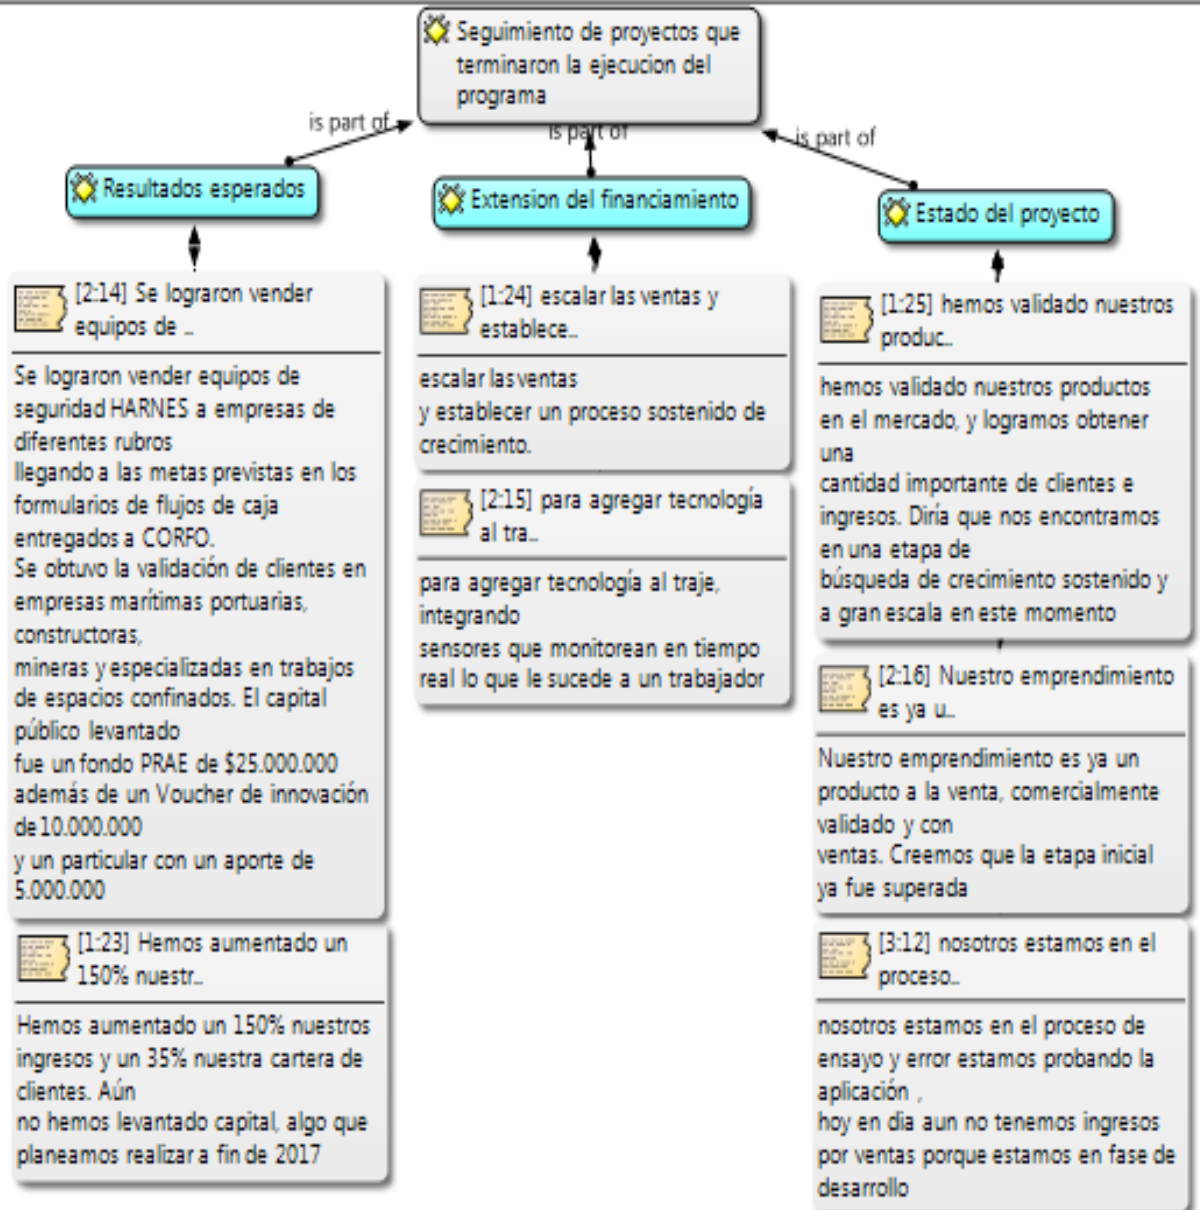 Seguimiento de proyectos que
terminaron la ejecucion del
programa
is part of
is part of
is part of
Resultados esperados
Extension del financiamiento
Estado del proyecto
[2:14] Se lograron vender
equipos de ..
Se lograron vender equipos de
seguridad HARNES a empresas de
diferentes rubros
llegando a las metas previstas en los
formularios de flujos de caja
entregados a CORFO.
Se obtuvo la validación de clientes en
empresas marítimas portuarias,
constructoras,
mineras y especializadas en trabajos
de espacios confinados. El capital
público levantado
fue un fondo PRAE de $25.000.000
además de un Voucher de innovación
de 10.000.000
y un particular con un aporte de
5.000.000
[1:23] Hemos aumentado un
150% nuestr..
Hemos aumentado un 150% nuestros
ingresos y un 35% nuestra cartera de
clientes. Aún
no hemos levantado capital, algo que
planeamos realizar a fin de 2017
[1:24] escalar las ventas y
establece..
escalar las ventas
y establecer un proceso sostenido de
crecimiento.
[2:15] para agregar tecnología
al tra..
para agregar tecnología al traje,
integrando
sensores que monitorean en tiempo
real lo que le sucede a un trabajador
[1:25] hemos validado nuestros
produc..
hemos validado nuestros productos
en el mercado, y logramos obtener
una
cantidad importante de clientes e
ingresos. Diría que nos encontramos
en una etapa de
búsqueda de crecimiento sostenido y
a gran escala en este momento
[2:16] Nuestro emprendimiento
es ya u..
Nuestro emprendimiento es ya un
producto a la venta, comercialmente
validado y con
ventas. Creemos que la etapa inicial
ya fue superada
[3:12] nosotros estamos en el
proceso..
nosotros estamos en el proceso de
ensayo y error estamos probando la
aplicación ,
hoy en dia aun no tenemos ingresos
por ventas porque estamos en fase de
desarrollo